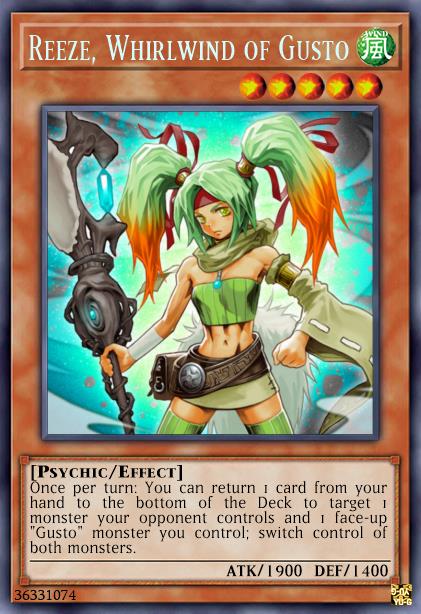 Reeze, Whirlwind of Gusto
WIND
風
[Psychic/Effect]
Once per turn: You can return 1 card from your
hand to the bottom of the Deck to target 1
monster your opponent controls and 1 face-up
"Gusto" monster you control; switch control of
both monsters.
ATK/1900 DEF/1400
36331074